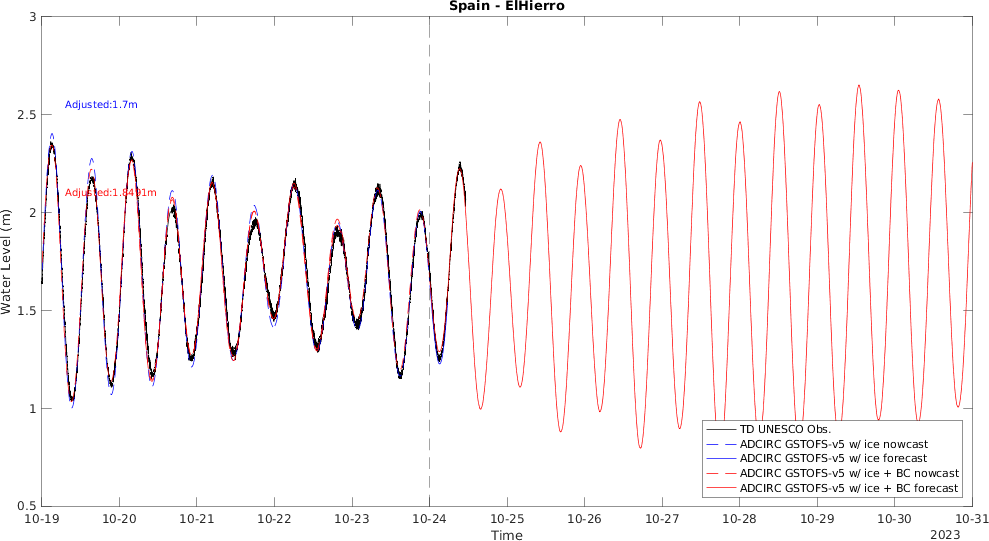 Spain - ElHierro
3
2.5
2
1.5
1
0.5
Water Level (m)
Adjusted:1.7m
Adjusted:1.8491m
TD UNESCO Obs.
ADCIRC GSTOFS-v5 w/ ice nowcast
ADCIRC GSTOFS-v5 w/ ice forecast
ADCIRC GSTOFS-v5 w/ ice + BC nowcast
ADCIRC GSTOFS-v5 w/ ice + BC forecast
10-19 10-20 10-21 10-22 10-23 10-24 10-25 10-26 10-27 10-28 10-29 10-30 10-31
Time
2023